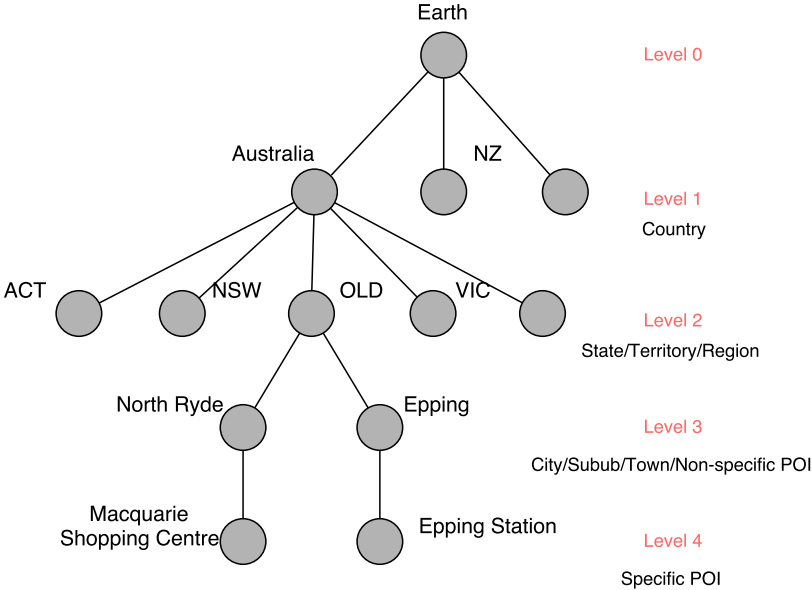 Earth
Level 0
Australia
NZ
Level 1
Country
ACT
NSW
OLD
VIC
Level 2
State/Territory/Region
North Ryde
Epping
Level 3
City/Subub/Town/Non-specific POI
Macquarie
Shopping Centre
Epping Station
Level 4
Specific POI